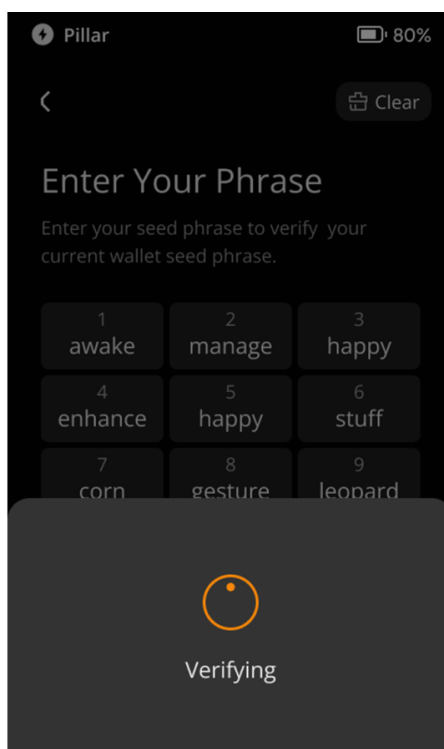 Pillar 80%
Clear
Enter Your Phrase
Enter your seed phrase to verify your
current wallet seed phrase.
1 2 3
awake manage happy
4 5 6
enhance happy stuff
7 8 9
corn gesture leopard
Verifying